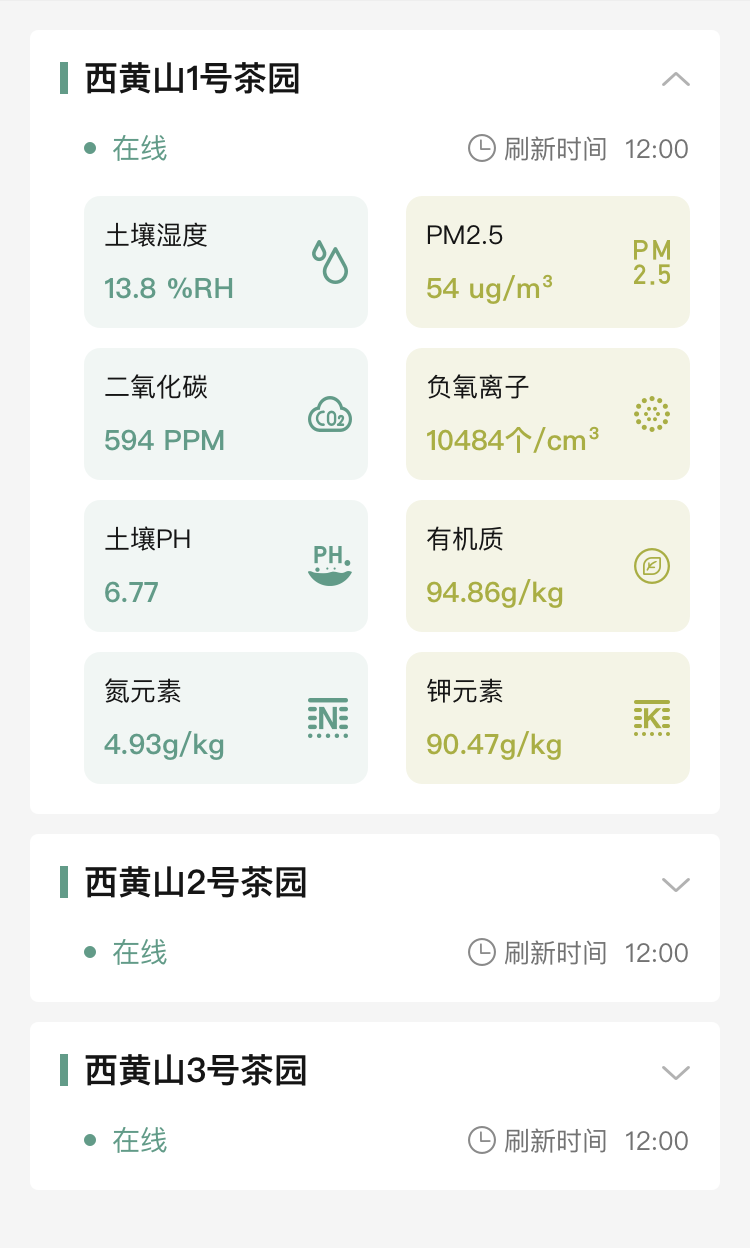 西黄山1号茶园
在线 刷新时间 12:00
土壤湿度
13.8 %RH
PM2.5
54 ug/m³
PM
2.5
二氧化碳
594 PPM
CO2
负氧离子
10484个/cm³
土壤PH
6.77
PH
有机质
94.86g/kg
氮元素
4.93g/kg
N
钾元素
90.47g/kg
K
西黄山2号茶园
在线 刷新时间 12:00
西黄山3号茶园
在线 刷新时间 12:00